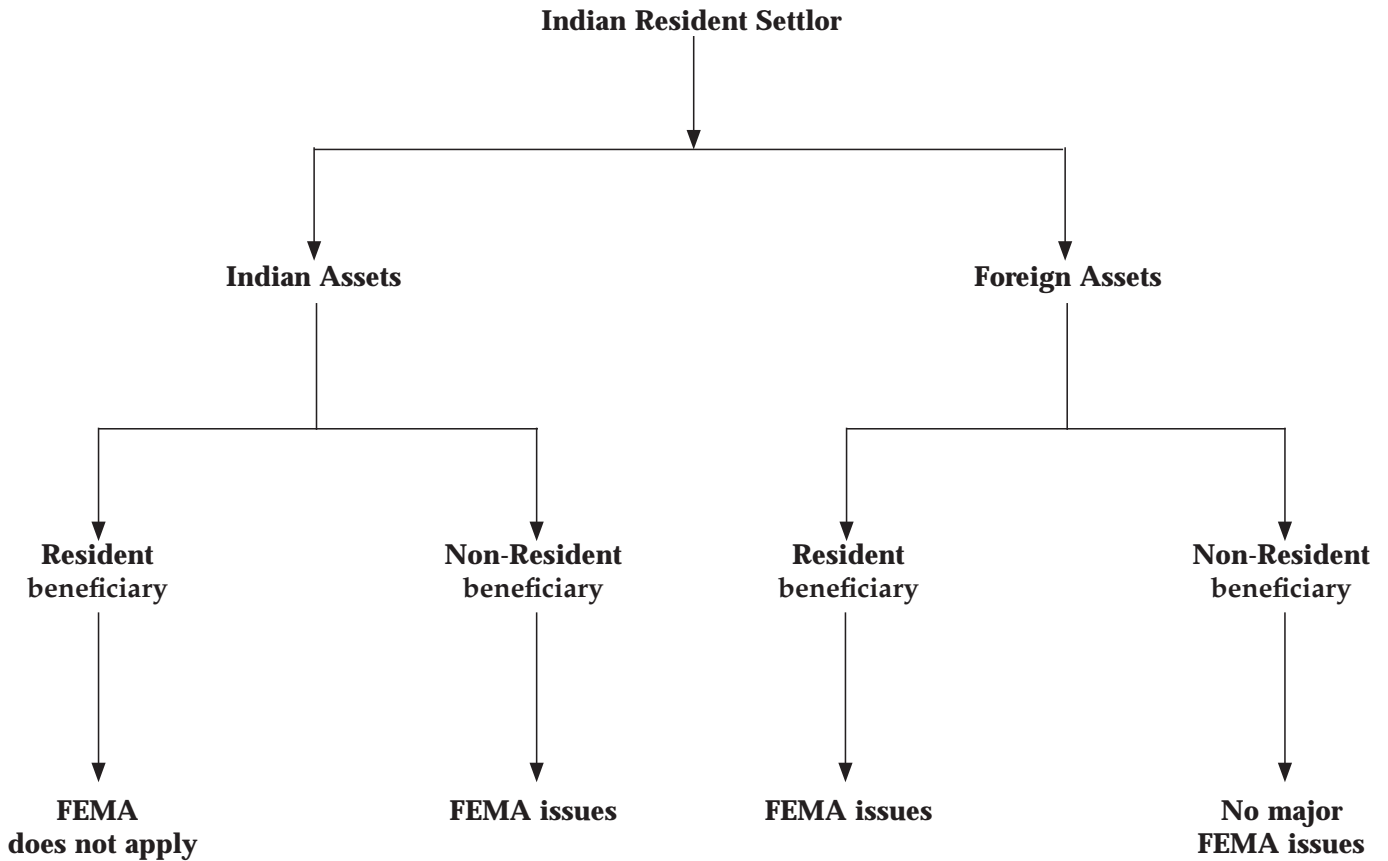 Indian Resident Settlor
Indian Assets
Foreign Assets
Resident
beneficiary
Non-Resident
beneficiary
Resident
beneficiary
Non-Resident
beneficiary
FEMA
does not apply
FEMA issues
FEMA issues
No major
FEMA issues